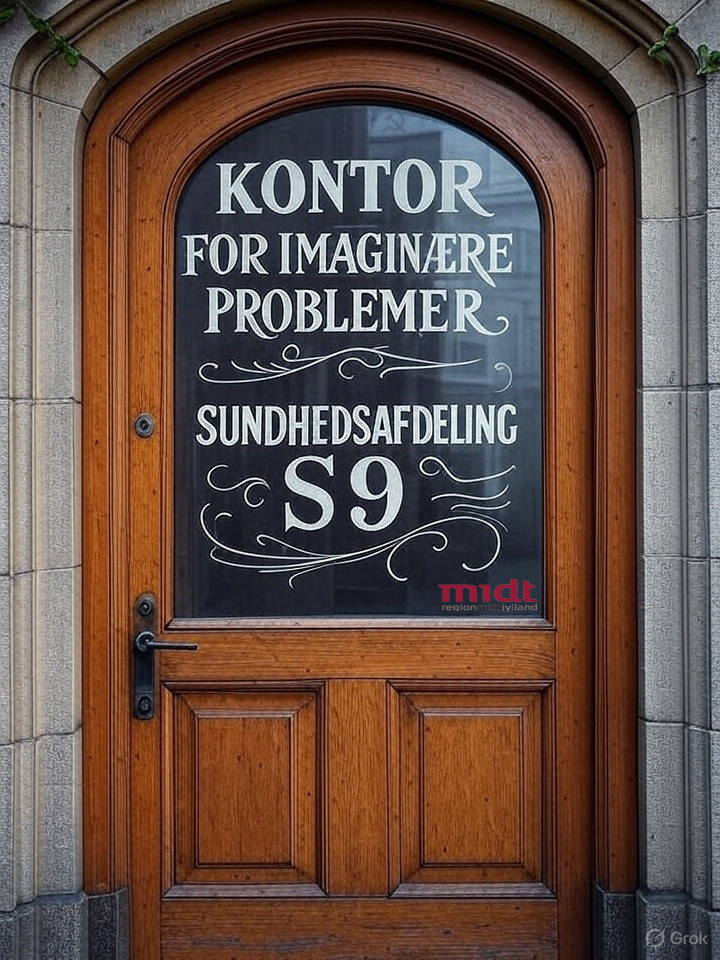 KONTOR
FOR IMAGINÆRE
PROBLEMER
SUNDHEDSAFDELING
S9
midt
regionmidtjylland
Grok